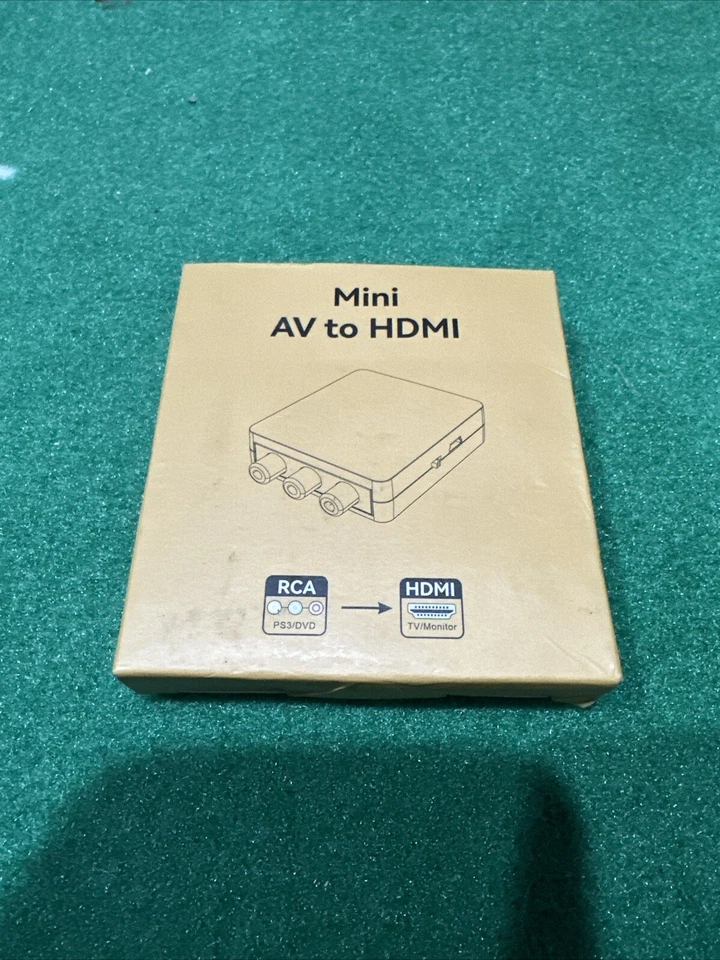 Mini
AV to HDMI
RCA
PS3/DVD
HDMI
TV/Monitor